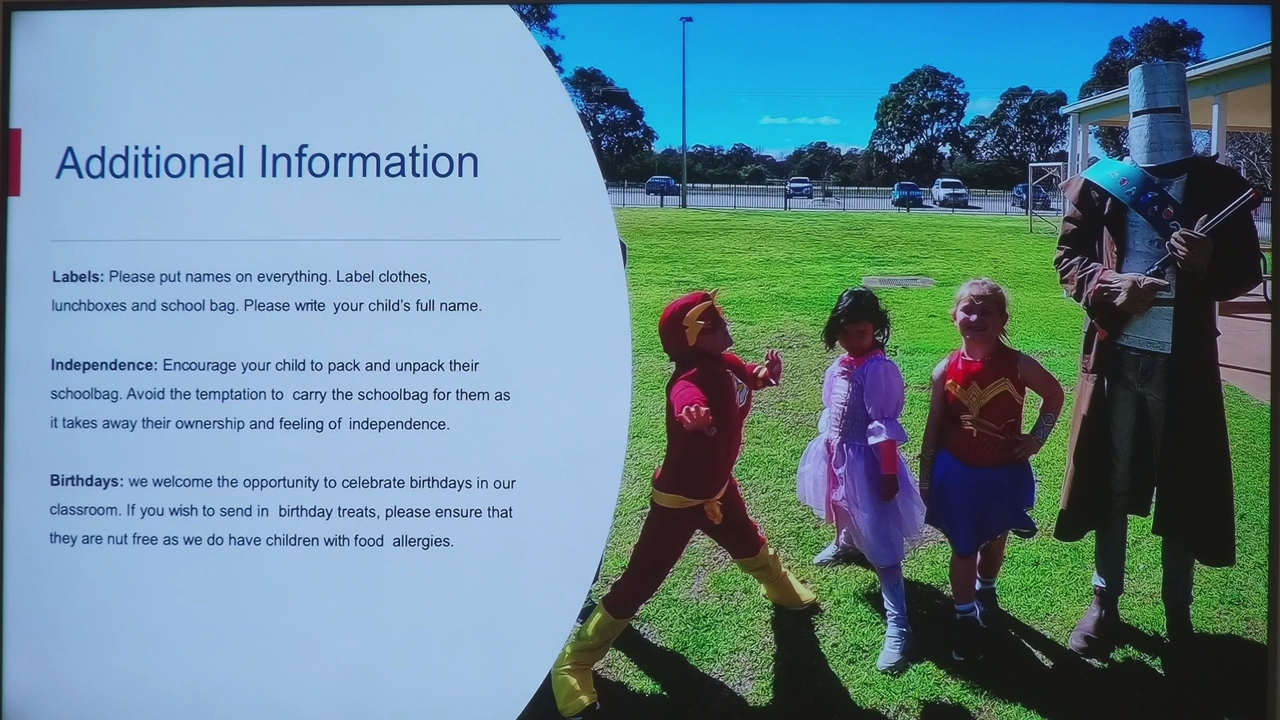 Additional Information
Labels: Please put names on everything. Label clothes,
lunchboxes and school bag. Please write your child's full name.
Independence: Encourage your child to pack and unpack their
schoolbag. Avoid the temptation to carry the schoolbag for them as
it takes away their ownership and feeling of independence.
Birthdays: we welcome the opportunity to celebrate birthdays in our
classroom. If you wish to send in birthday treats, please ensure that
they are nut free as we do have children with food allergies.